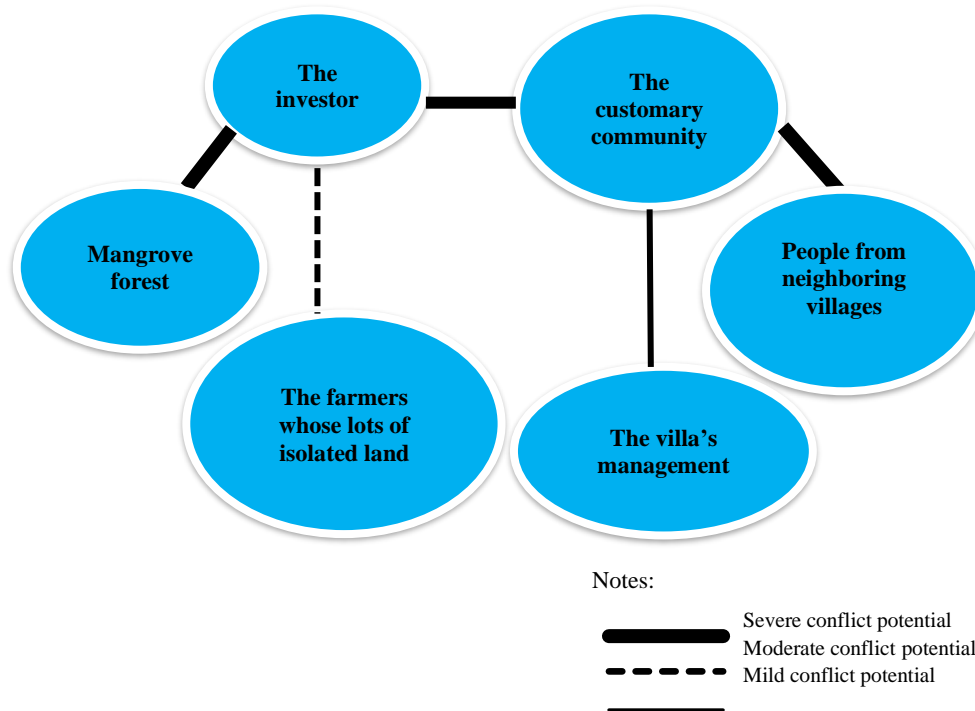 The
investor
The
customary
community
Mangrove
forest
People from
neighboring
villages
The farmers
whose lots of
isolated land
The villa’s
management
Notes:
Severe conflict potential
Moderate conflict potential
Mild conflict potential